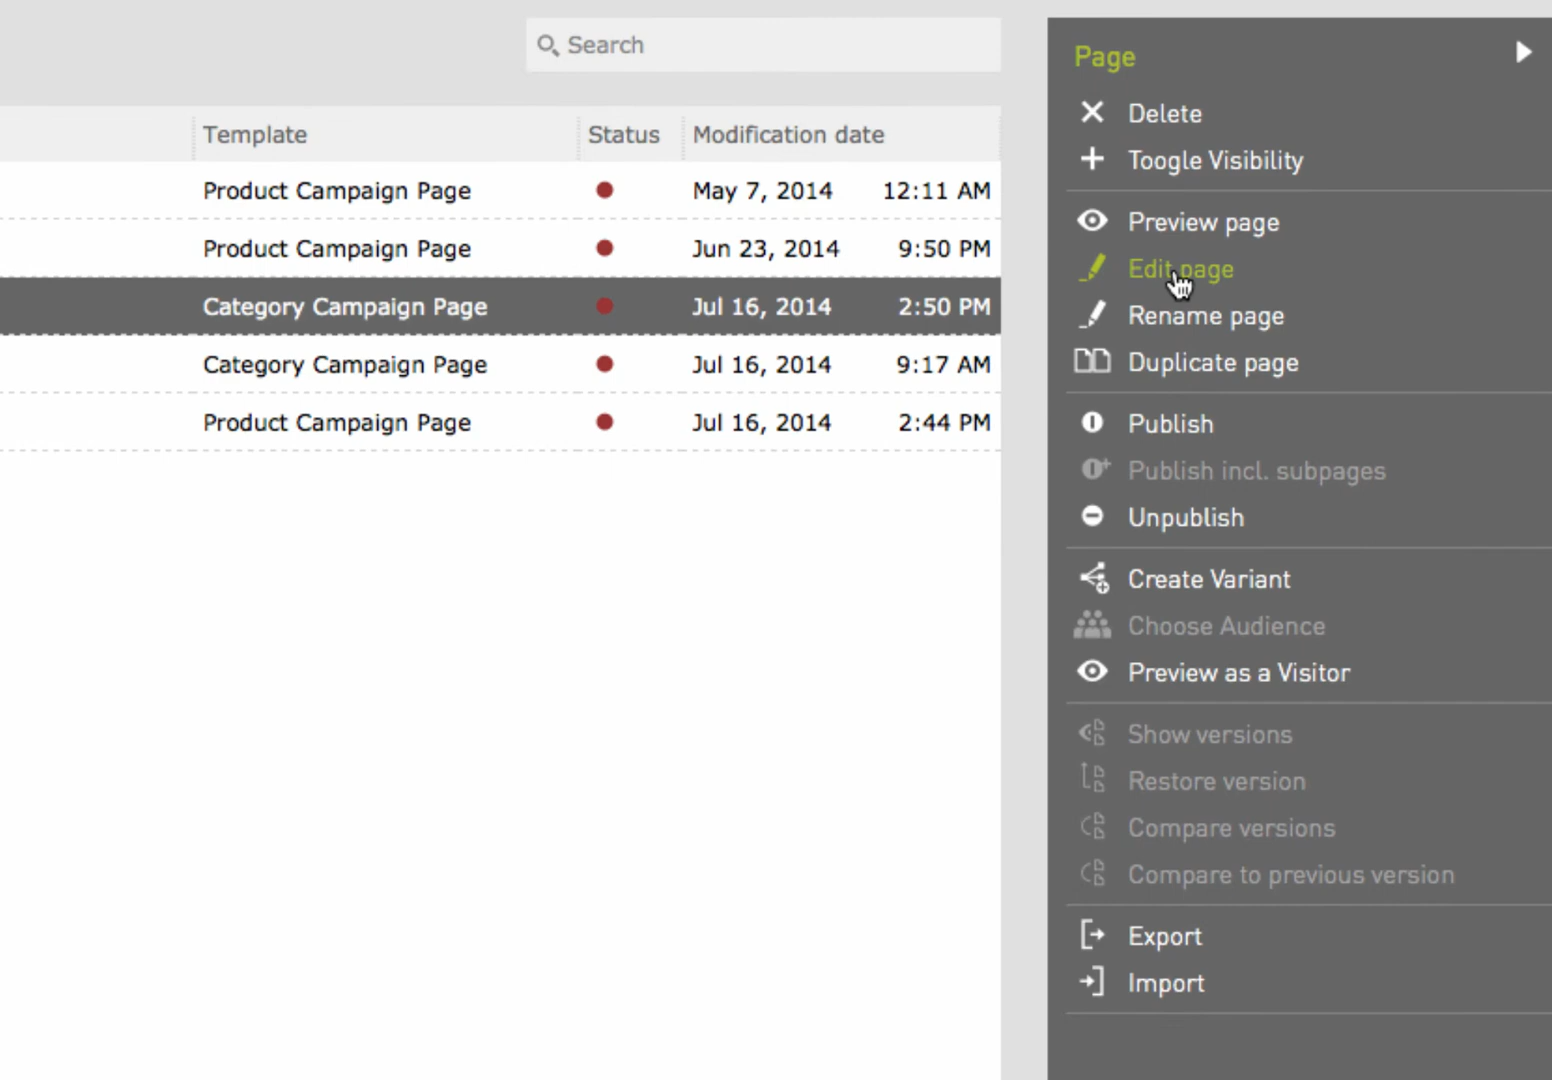 Search
Template Status Modification date
Product Campaign Page May 7, 2014 12:11 AM
Product Campaign Page Jun 23, 2014 9:50 PM
Category Campaign Page Jul 16, 2014 2:50 PM
Category Campaign Page Jul 16, 2014 9:17 AM
Product Campaign Page Jul 16, 2014 2:44 PM
Page
Delete
Toogle Visibility
Preview page
Edit page
Rename page
Duplicate page
Publish
Publish incl. subpages
Unpublish
Create Variant
Choose Audience
Preview as a Visitor
Show versions
Restore version
Compare versions
Compare to previous version
Export
Import